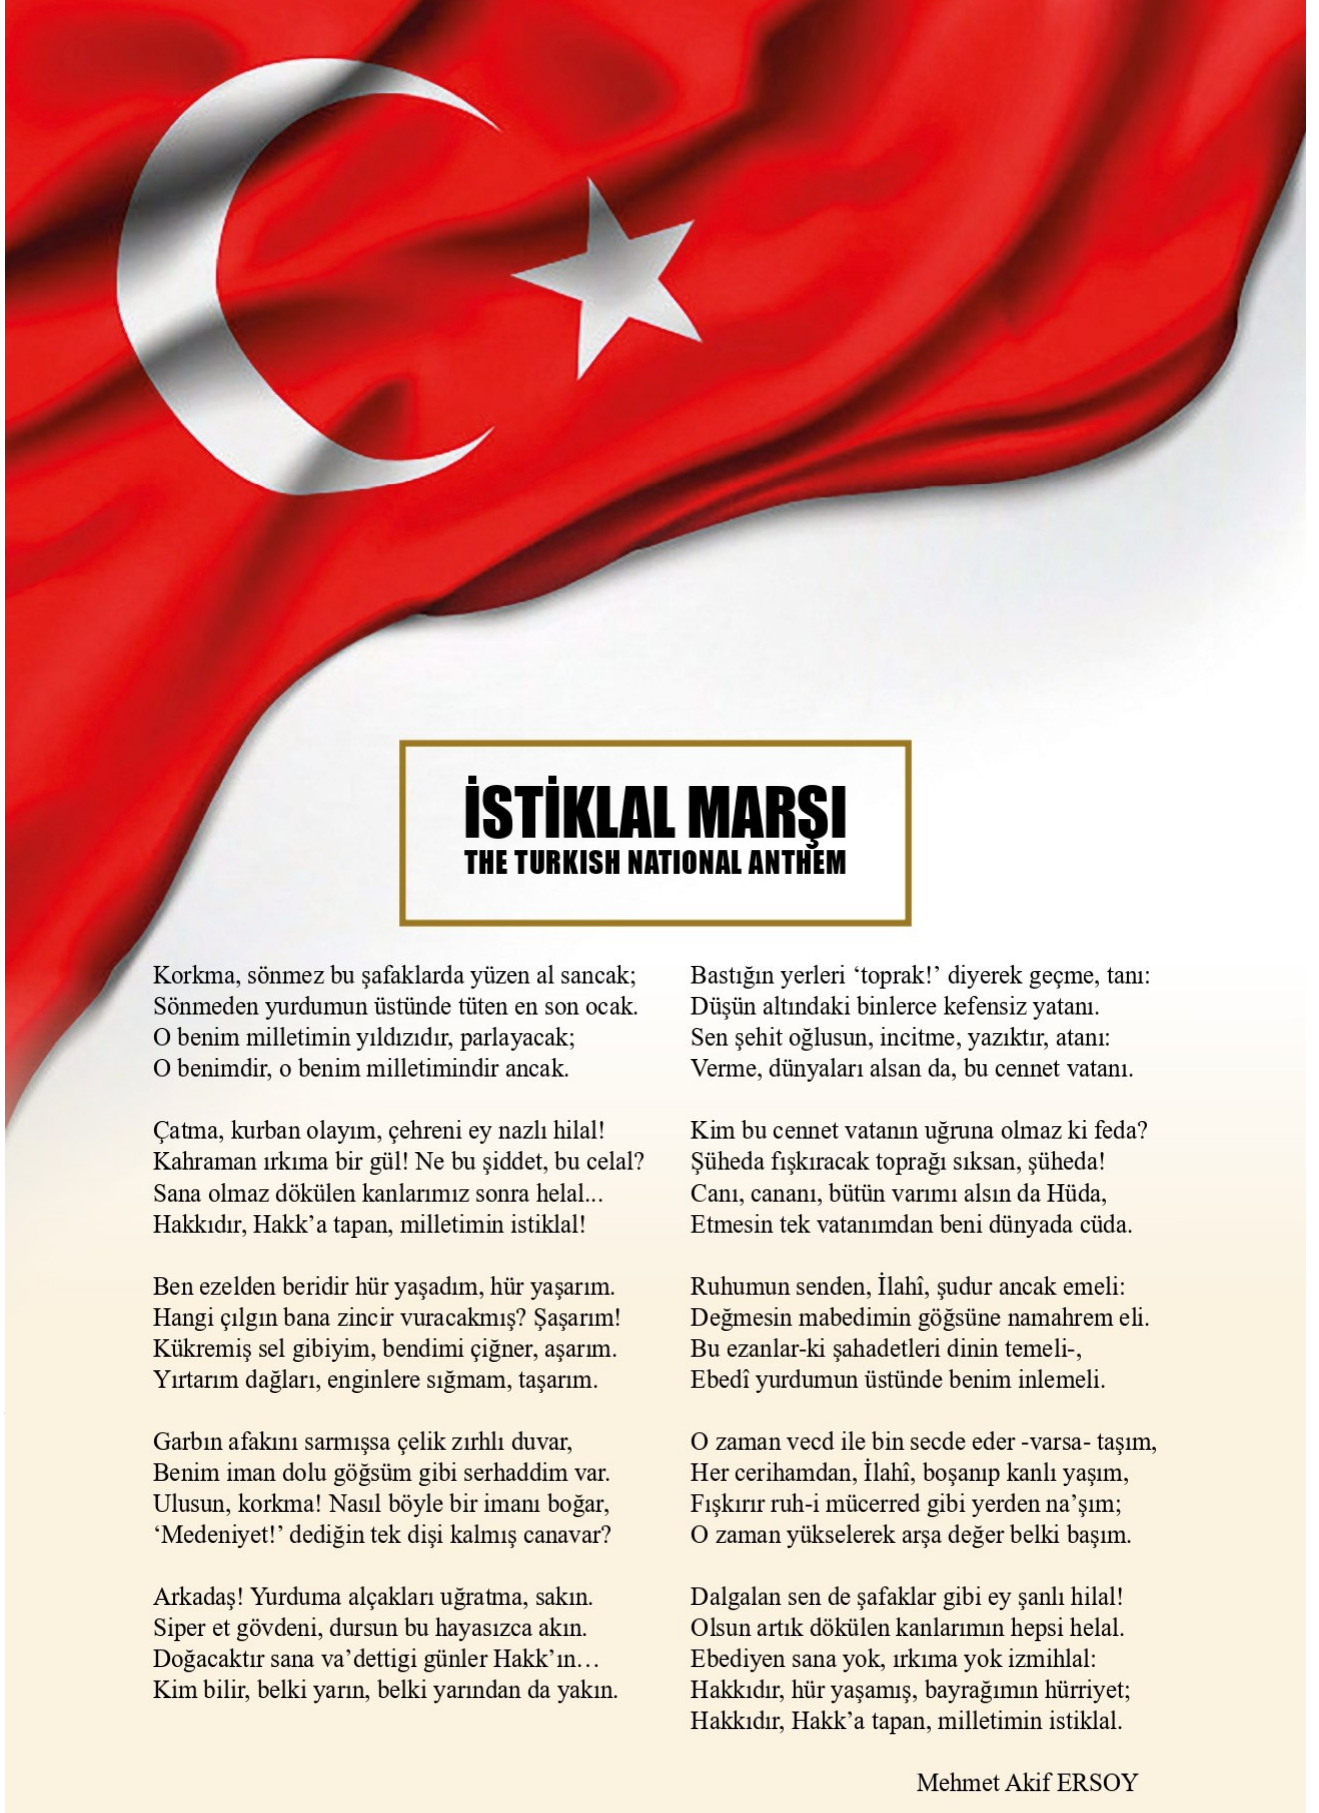 İSTİKLAL MARŞI
THE TURKISH NATIONAL ANTHEM
Korkma, sönmez bu şafaklarda yüzen al sancak;
Sönmeden yurdumun üstünde tüten en son ocak.
O benim milletimin yıldızıdır, parlayacak;
O benimdir, o benim milletimindir ancak.
Çatma, kurban olayım, çehreni ey nazlı hilal!
Kahraman ırkıma bir gül! Ne bu şiddet, bu celal?
Sana olmaz dökülen kanlarımız sonra helal...
Hakkıdır, Hakk’a tapan, milletimin istiklal!
Ben ezelden beridir hür yaşadım, hür yaşarım.
Hangi çılgın bana zincir vuracakmış? Şaşarım!
Kükremiş sel gibiyim, bendimi çiğner, aşarım.
Yırtarım dağları, enginlere sığmam, taşarım.
Garbın afakını sarmışsa çelik zırhlı duvar,
Benim iman dolu göğsüm gibi serhaddim var.
Ulusun, korkma! Nasıl böyle bir imanı boğar,
‘Medeniyet!’ dediğin tek dişi kalmış canavar?
Arkadaş! Yurduma alçakları uğratma, sakın.
Siper et gövdeni, dursun bu hayasızca akın.
Doğacaktır sana va’dettigi günler Hakk’ın…
Kim bilir, belki yarın, belki yarından da yakın.
Bastığın yerleri ‘toprak!’ diyerek geçme, tanı:
Düşün altındaki binlerce kefensiz yatanı.
Sen şehit oğlusun, incitme, yazıktır, atanı:
Verme, dünyaları alsan da, bu cennet vatanı.
Kim bu cennet vatanın uğruna olmaz ki feda?
Şüheda fışkıracak toprağı sıksan, şüheda!
Canı, cananı, bütün varımı alsın da Hüda,
Etmesin tek vatanımdan beni dünyada cüda.
Ruhumun senden, İlahî, şudur ancak emeli:
Değmesin mabedimin göğsüne namahrem eli.
Bu ezanlar-ki şahadetleri dinin temeli-,
Ebedî yurdumun üstünde benim inlemeli.
O zaman vecd ile bin secde eder -varsa- taşım,
Her cerihamdan, İlahî, boşanıp kanlı yaşım,
Fışkırır ruh-i mücerred gibi yerden na’şım;
O zaman yükselerek arşa değer belki başım.
Dalgalan sen de şafaklar gibi ey şanlı hilal!
Olsun artık dökülen kanlarımın hepsi helal.
Ebediyen sana yok, ırkıma yok izmihlal:
Hakkıdır, hür yaşamış, bayrağımın hürriyet;
Hakkıdır, Hakk’a tapan, milletimin istiklal.
Mehmet Akif ERSOY